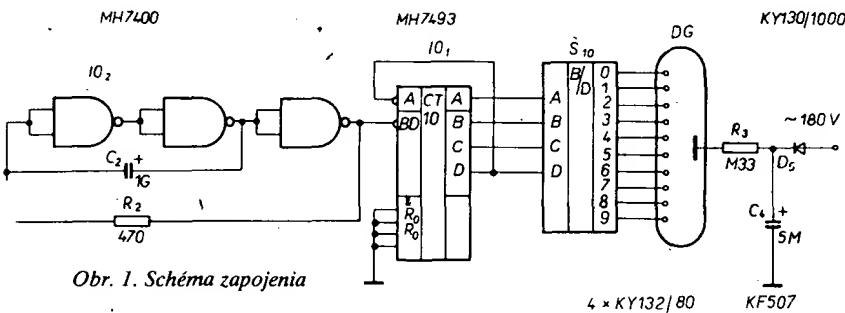 MH7400 MH7493 DG KY130/1000
IO₂ IO₁ Š₁₀
A CT 10 A A B/D 0
BD B B 1
C C 2
D D 3
4
5
6
7
8
9
R₀
R₀
C₂ +
1G
R₂
470
R₃
M33
D₅
~180 V
C₄ +
5M
Obr. 1. Schéma zapojenia
4 × KY132/80 KF507